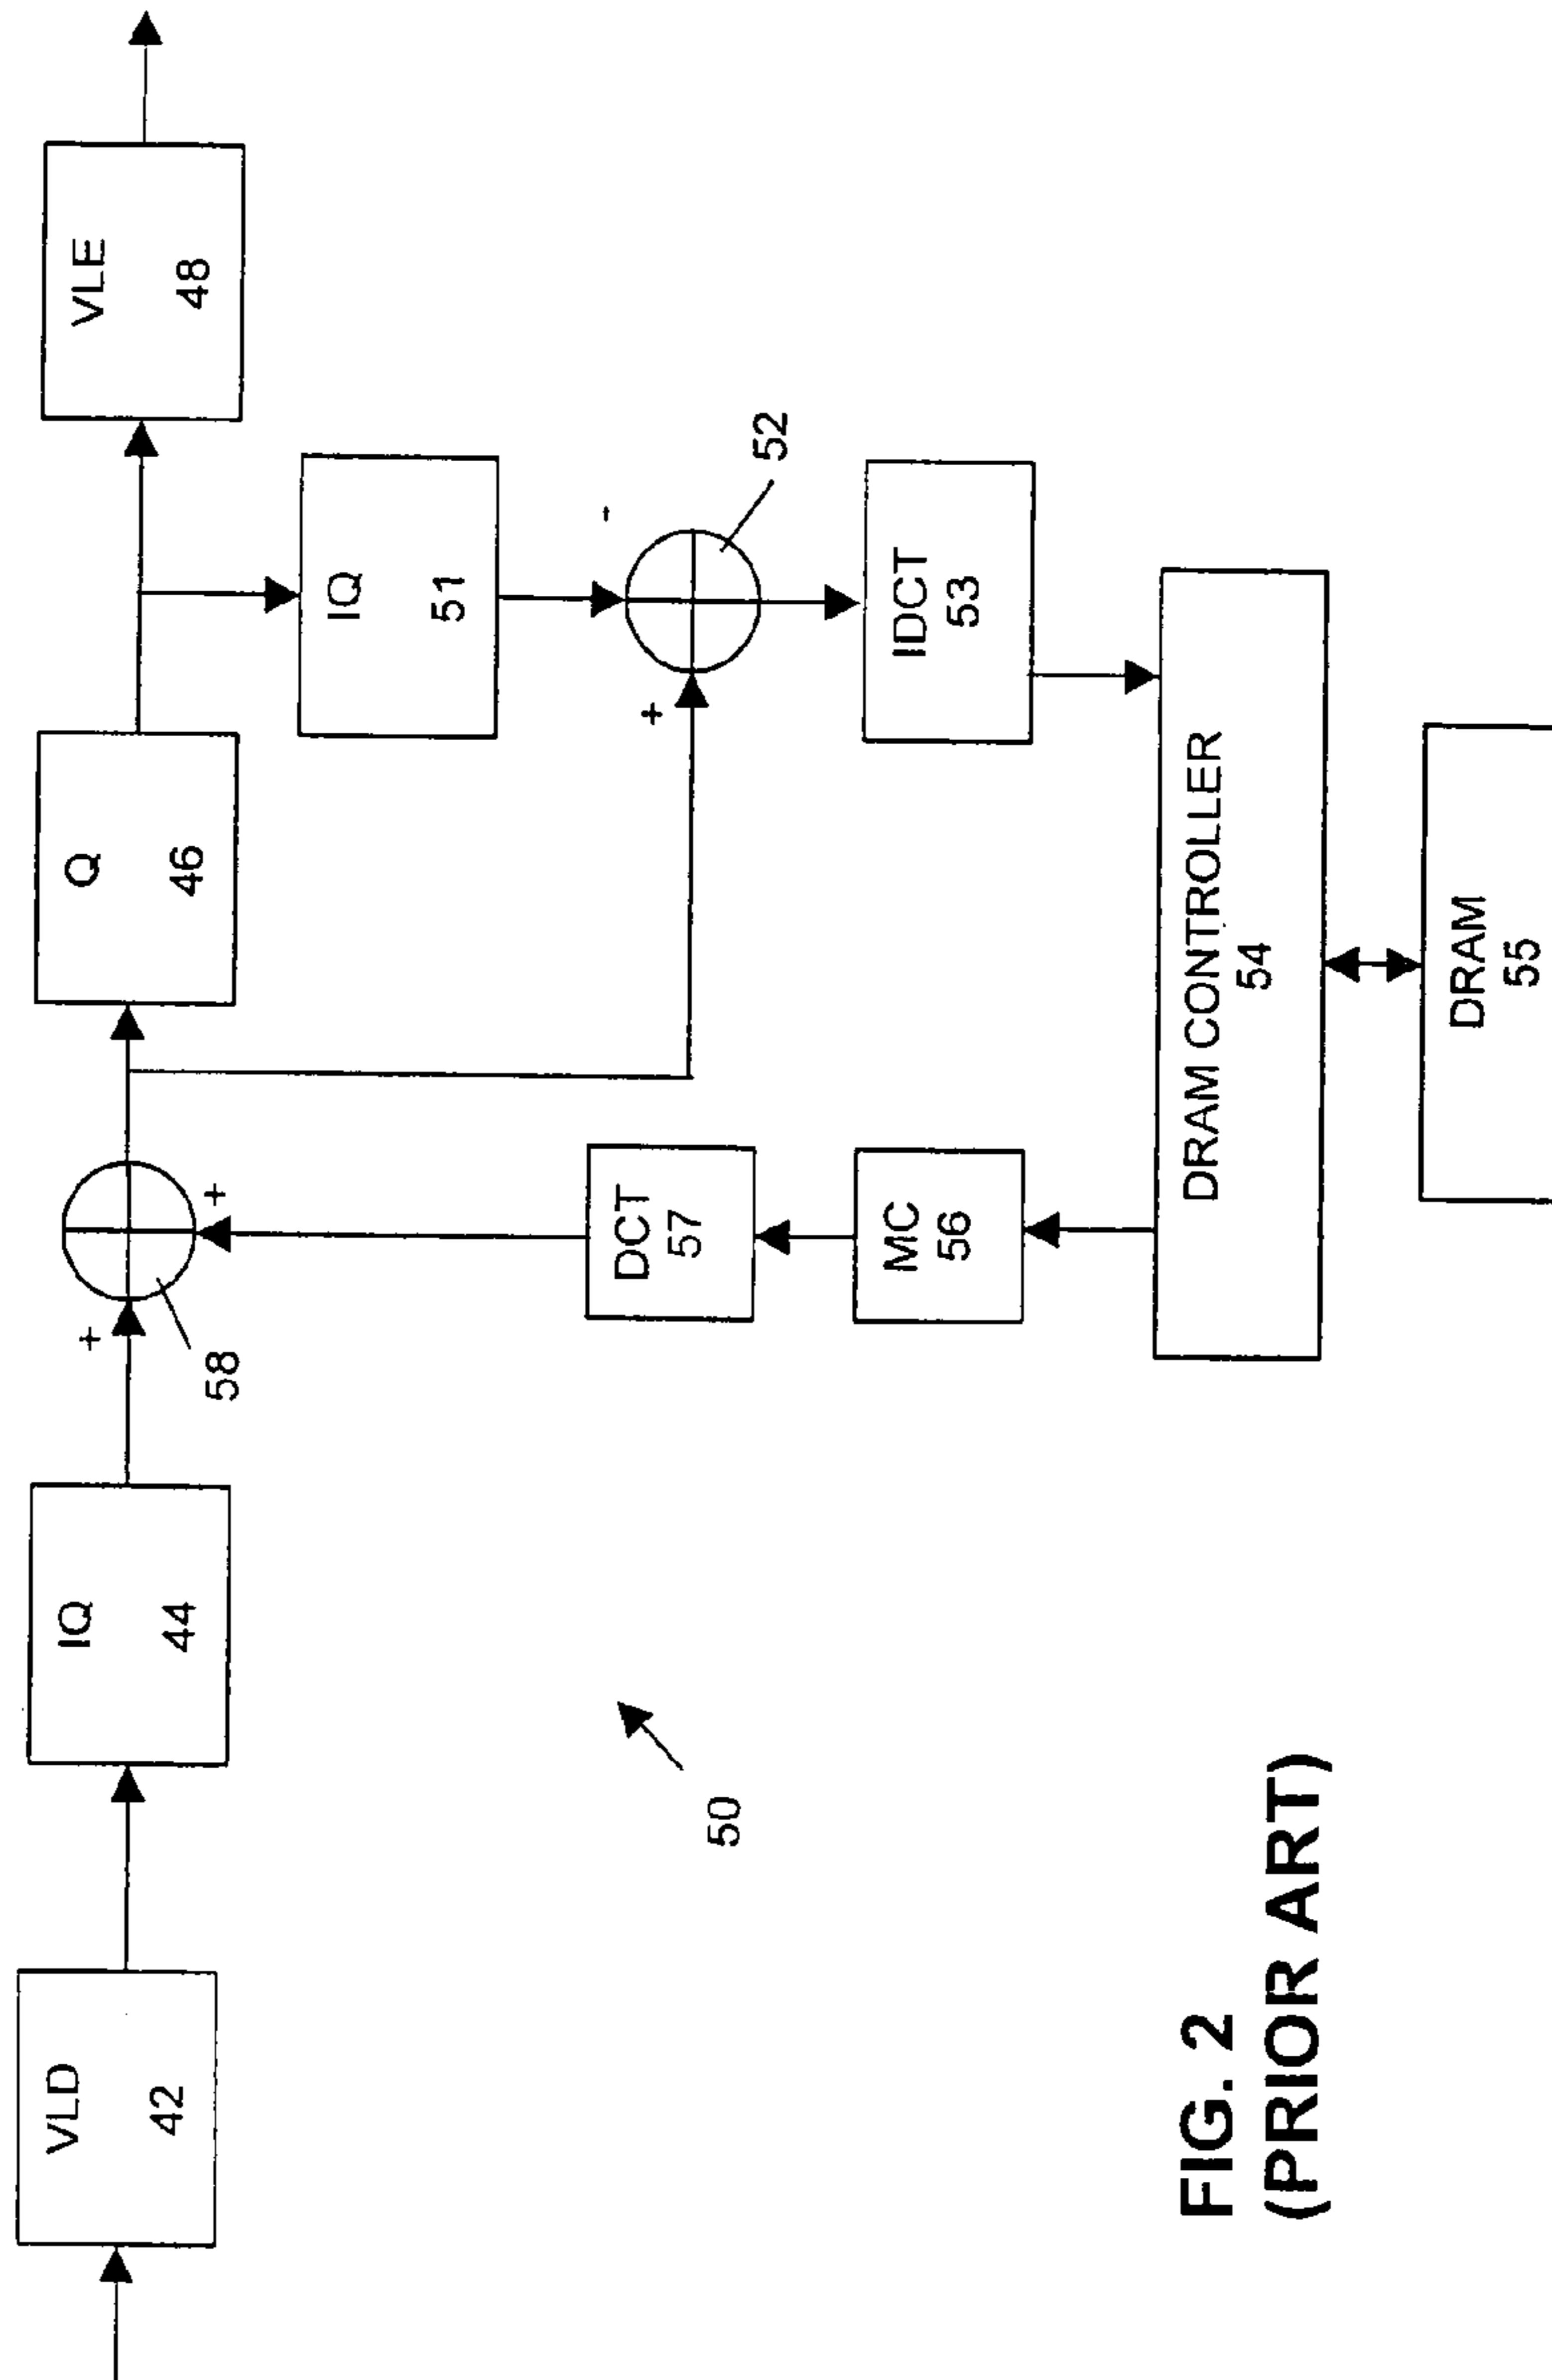 VLD
42
IQ
44
+
58
+
Q
46
VLE
48
IQ
51
-
+
52
DCT
57
IDCT
53
MC
56
50
DRAM CONTROLLER
54
DRAM
55
FIG. 2
(PRIOR ART)